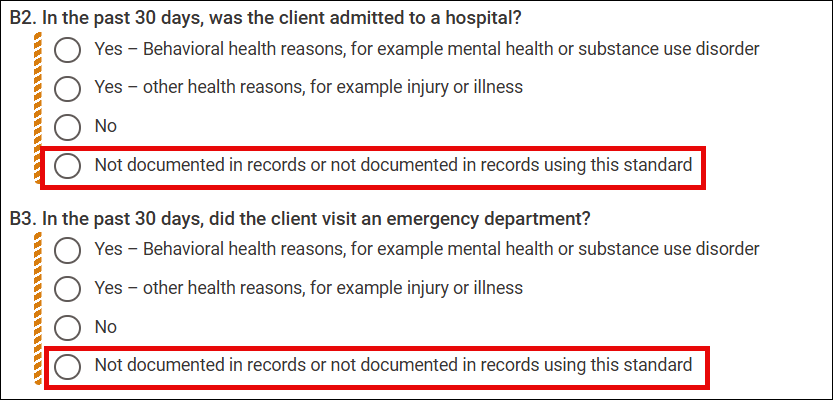 B2. In the past 30 days, was the client admitted to a hospital?
Yes – Behavioral health reasons, for example mental health or substance use disorder
Yes – other health reasons, for example injury or illness
No
Not documented in records or not documented in records using this standard
B3. In the past 30 days, did the client visit an emergency department?
Yes – Behavioral health reasons, for example mental health or substance use disorder
Yes – other health reasons, for example injury or illness
No
Not documented in records or not documented in records using this standard